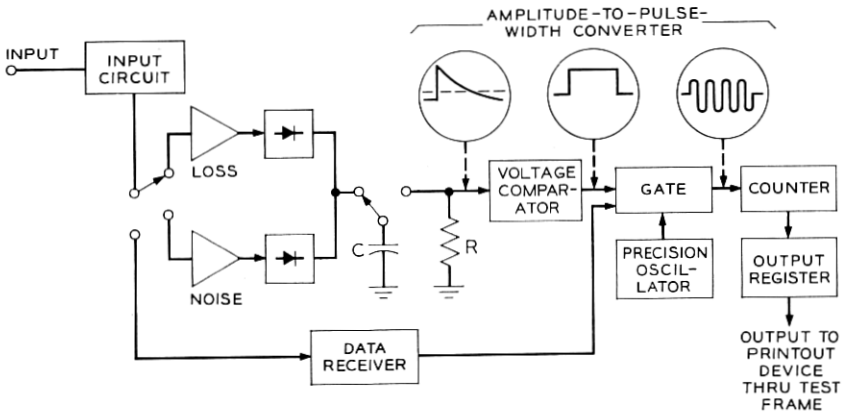 AMPLITUDE-TO-PULSE-
WIDTH CONVERTER
INPUT
INPUT
CIRCUIT
LOSS
NOISE
C
R
VOLTAGE
COMPAR-
ATOR
GATE
COUNTER
PRECISION
OSCIL-
LATOR
OUTPUT
REGISTER
DATA
RECEIVER
OUTPUT TO
PRINTOUT
DEVICE
THRU TEST
FRAME